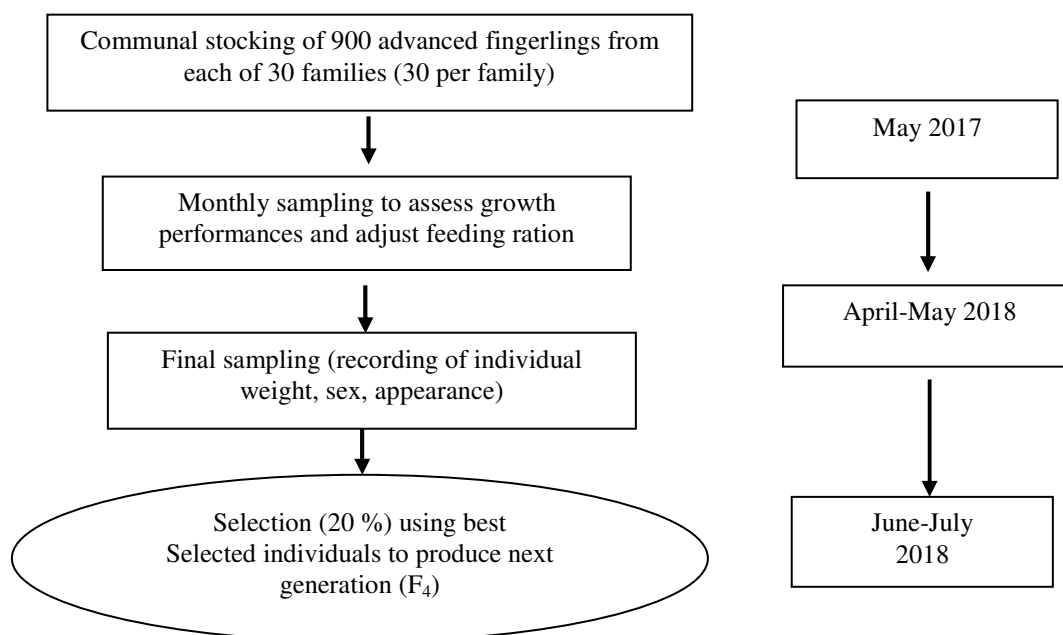 Communal stocking of 900 advanced fingerlings from
each of 30 families (30 per family)
Monthly sampling to assess growth
performances and adjust feeding ration
Final sampling (recording of individual
weight, sex, appearance)
Selection (20 %) using best
Selected individuals to produce next
generation (F₄)
May 2017
April-May 2018
June-July
2018